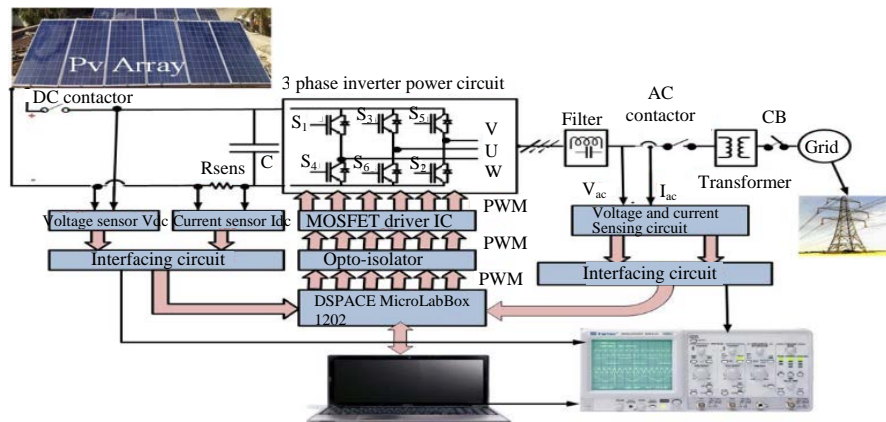 Pv Array
3 phase inverter power circuit
DC contactor
+
-
Rsens
C
S1
S3
S5
S4
S6
S2
V
U
W
Filter
AC
contactor
CB
Grid
Transformer
Vac
Iac
PWM
Voltage sensor Vdc
Current sensor Idc
MOSFET driver IC
Voltage and current
Sensing circuit
PWM
Interfacing circuit
Opto-isolator
Interfacing circuit
PWM
DSPACE MicroLabBox
1202